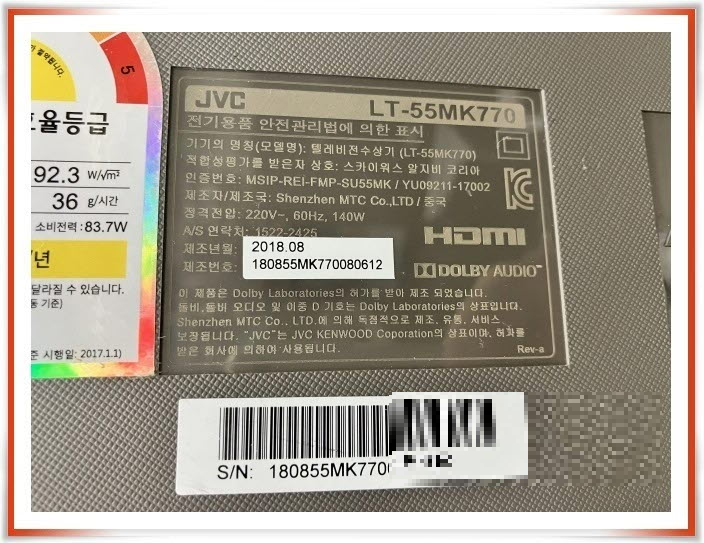 5
효율등급
92.3 W/√m²
36 g/시간
소비전력 : 83.7W
년
달라질 수 있습니다.
시행일 : 2017.1.1)
JVC LT-55MK770
전기용품 안전관리법에 의한 표시
기기의 명칭(모델명): 텔레비전수상기 (LT-55MK770)
적합성평가를 받은자 상호: 스카이워스 알지비 코리아
인증번호: MSIP-REI-FMP-SU55MK / YU09211-17002
제조자/제조국: Shenzhen MTC Co.,LTD / 중국
정격전압: 220V~, 60Hz, 140W
A/S 연락처: 1522-2425
제조년월: 2018.08
제조번호: 180855MK770080612
HDMI
DOLBY AUDIO™
이 제품은 Dolby Laboratories의 허가를 받아 제조 되었습니다.
돌비,돌비 오디오 및 이중 D 기호는 Dolby Laboratories의 상표입니다.
Shenzhen MTC Co., LTD.에 의해 독점적으로 제조, 유통, 서비스
보장됩니다. "JVC"는 JVC KENWOOD Coporation의 상표이며, 허가를
받은 회사에 의하여 사용됩니다.
Rev-a
S/N: 180855MK770